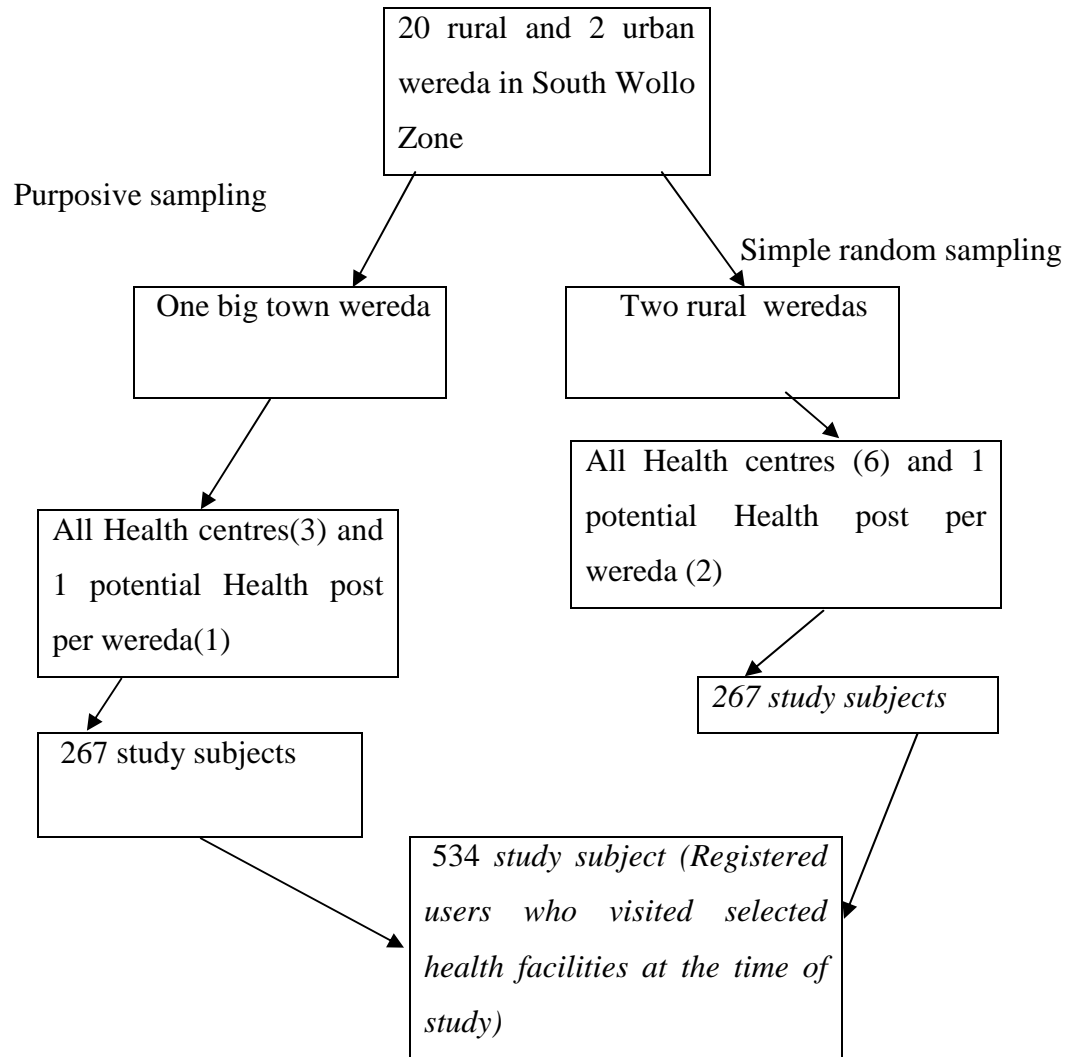 20 rural and 2 urban
wereda in South Wollo
Zone
Purposive sampling
Simple random sampling
One big town wereda
Two rural weredas
All Health centres(3) and
1 potential Health post
per wereda(1)
All Health centres (6) and 1
potential Health post per
wereda (2)
267 study subjects
267 study subjects
534 study subject (Registered
users who visited selected
health facilities at the time of
study)